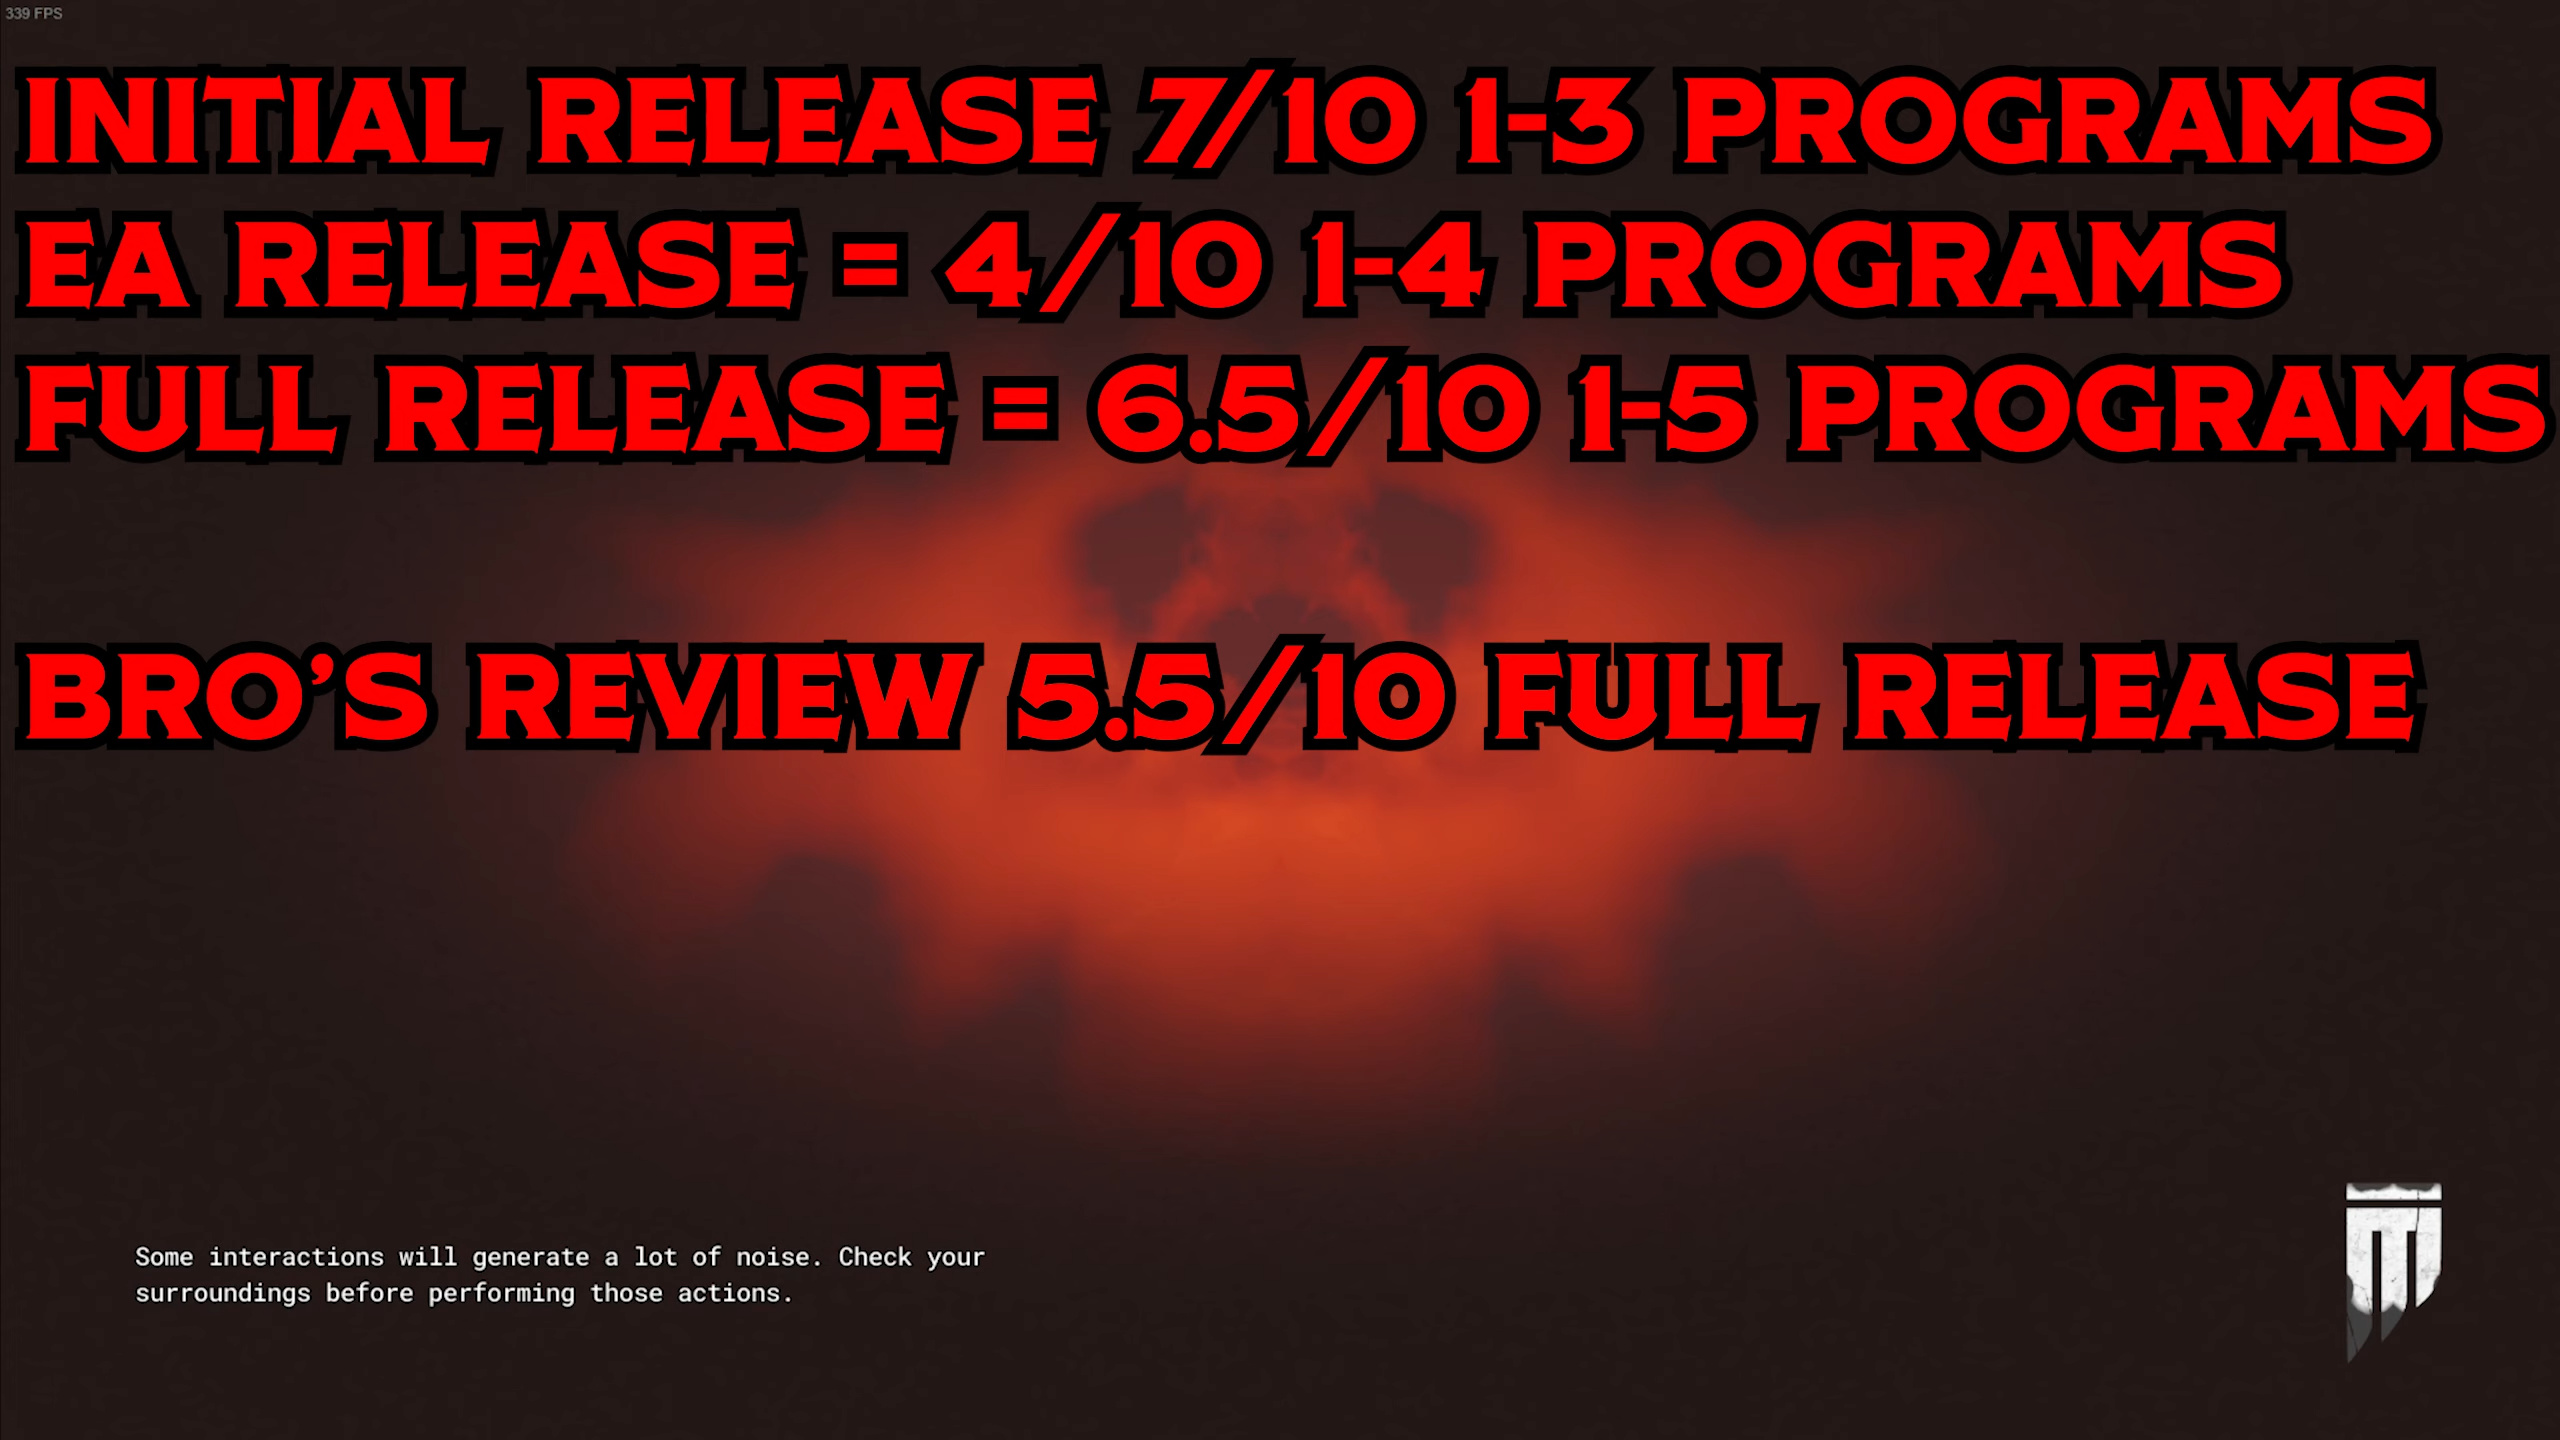 339 FPS
INITIAL RELEASE 7/10 1-3 PROGRAMS
EA RELEASE = 4/10 1-4 PROGRAMS
FULL RELEASE = 6.5/10 1-5 PROGRAMS
BRO'S REVIEW 5.5/10 FULL RELEASE
Some interactions will generate a lot of noise. Check your
surroundings before performing those actions.